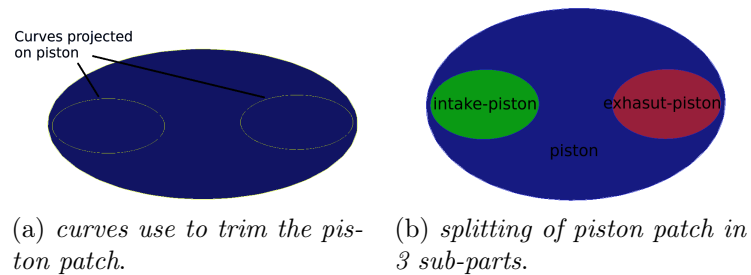 Curves projected
on piston
intake-piston
exhasut-piston
piston
(a) curves use to trim the pis-
ton patch.
(b) splitting of piston patch in
3 sub-parts.